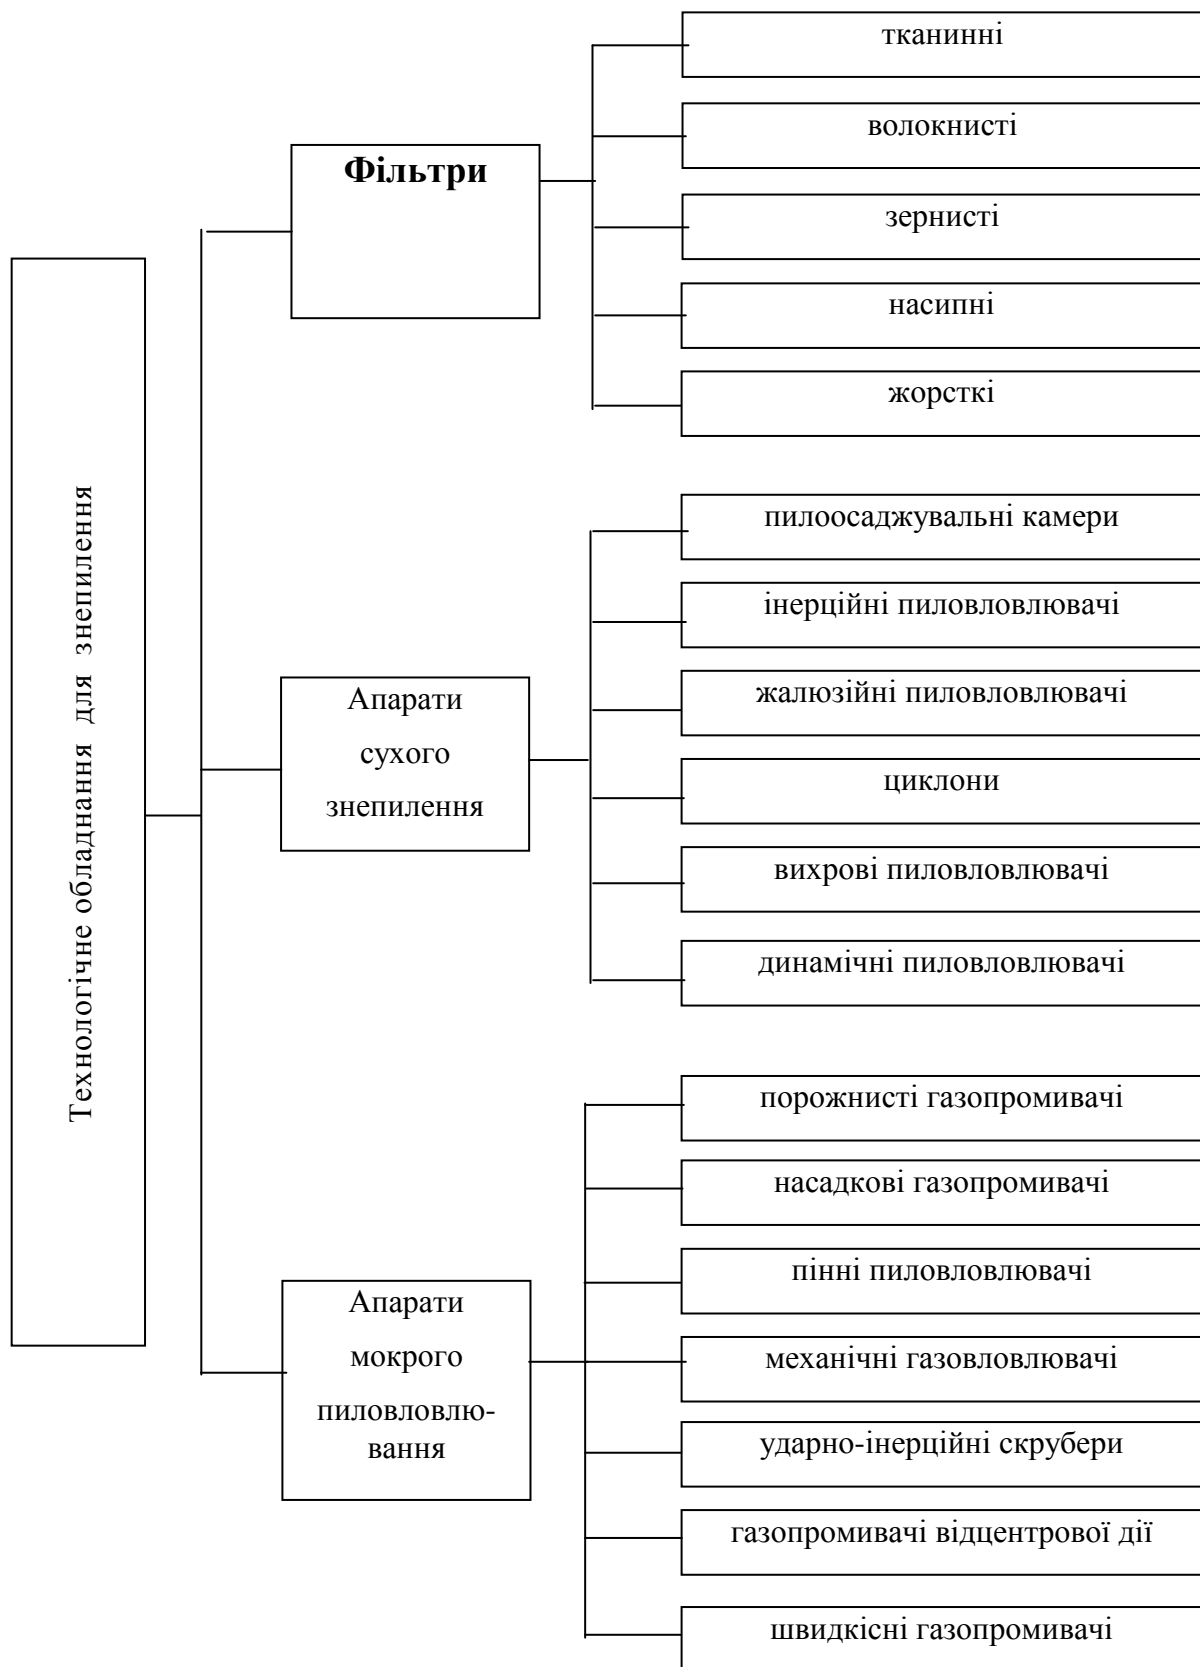 Технологічне обладнання для знепилення
Фільтри
тканинні
волокнисті
зернисті
насипні
жорсткі
Апарати
сухого
знепилення
пилоосаджувальні камери
інерційні пиловловлювачі
жалюзійні пиловловлювачі
циклони
вихрові пиловловлювачі
динамічні пиловловлювачі
Апарати
мокрого
пиловловлю-
вання
порожнисті газопромивачі
насадкові газопромивачі
пінні пиловловлювачі
механічні газовловлювачі
ударно-інерційні скрубери
газопромивачі відцентрової дії
швидкісні газопромивачі